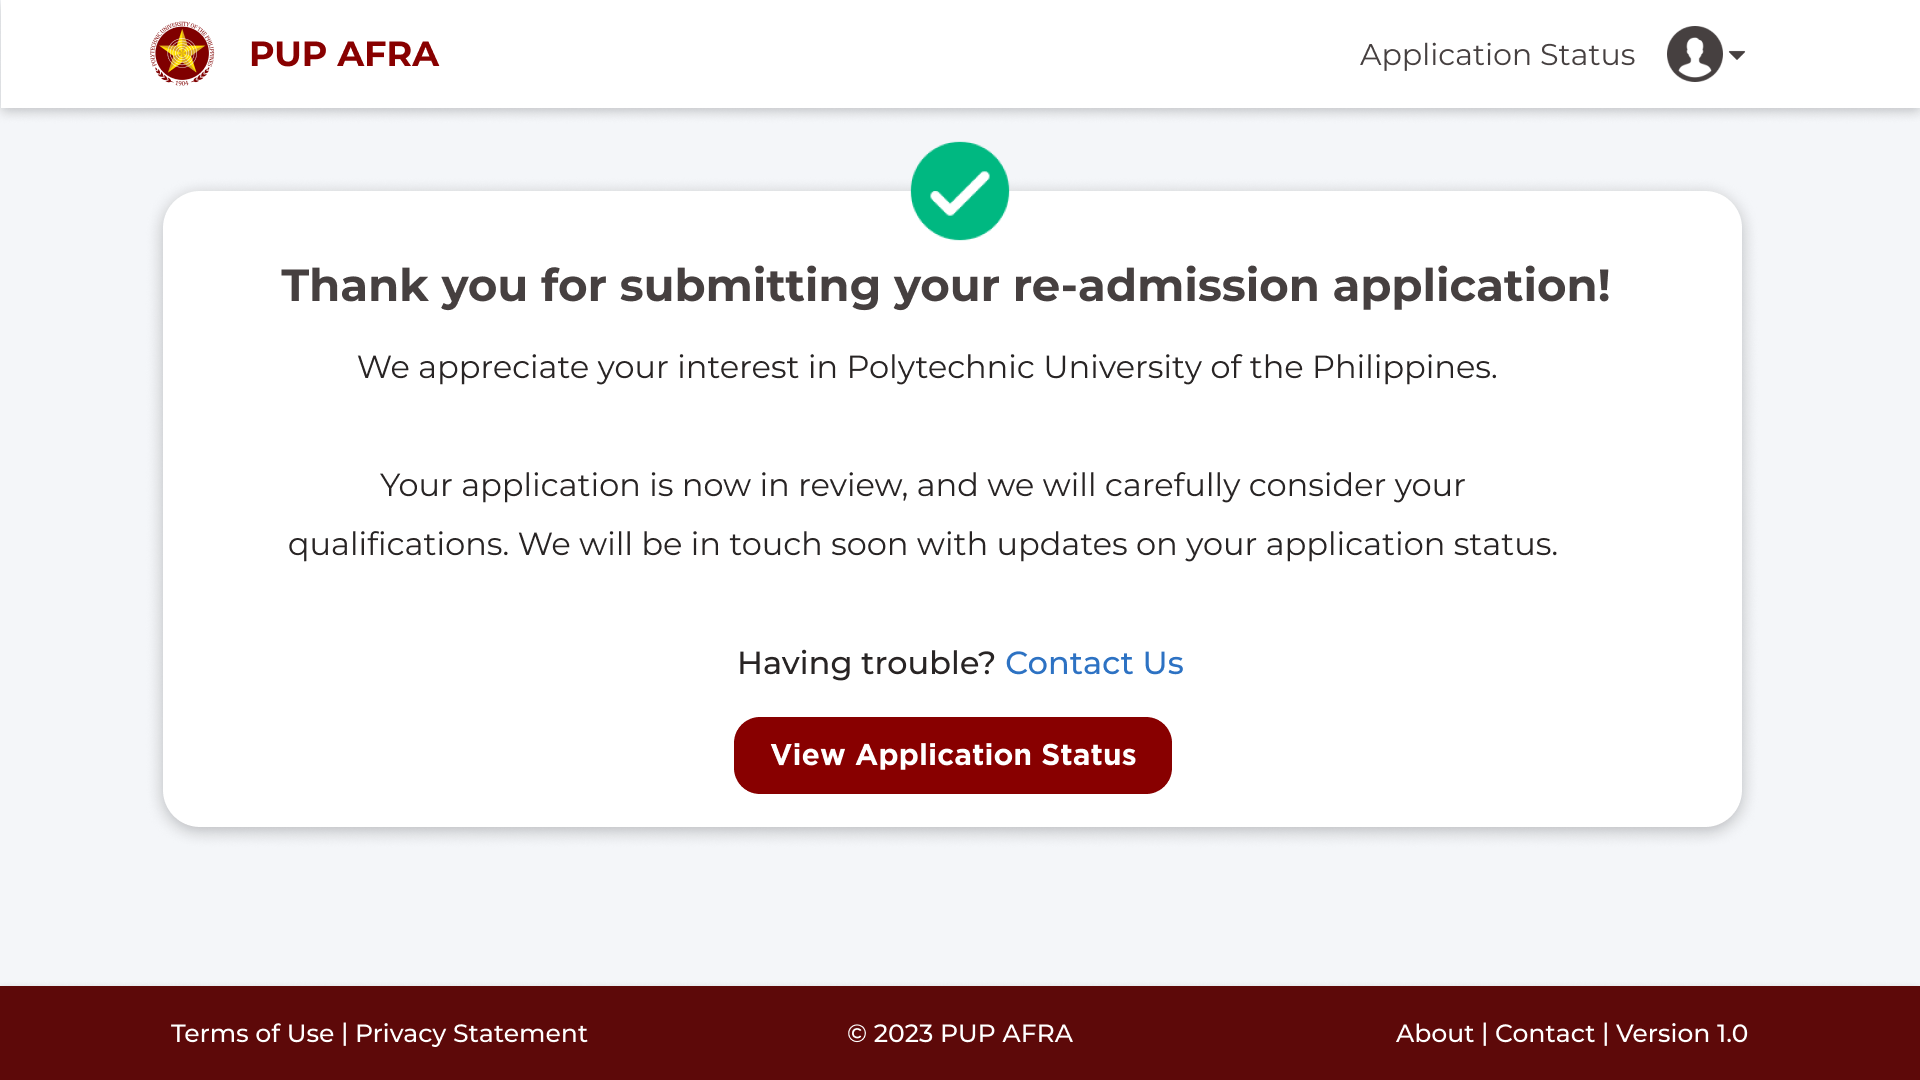 PUP AFRA
Application Status
Thank you for submitting your re-admission application!
We appreciate your interest in Polytechnic University of the Philippines.
Your application is now in review, and we will carefully consider your
qualifications. We will be in touch soon with updates on your application status.
Having trouble? Contact Us
View Application Status
Terms of Use | Privacy Statement
© 2023 PUP AFRA
About | Contact | Version 1.0